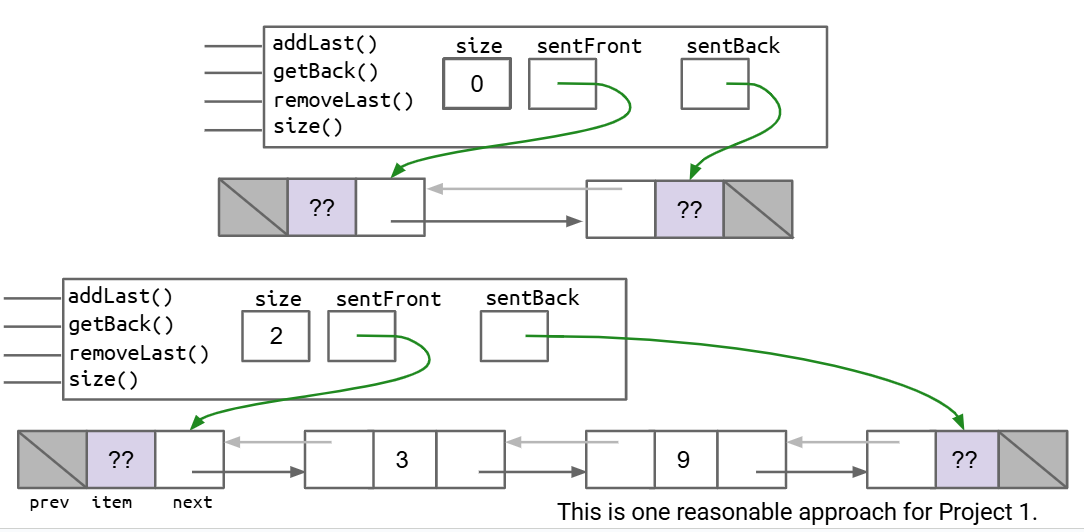 addLast() size sentFront sentBack
getBack() 0
removeLast()
size()
?? ??
addLast() size sentFront sentBack
getBack() 2
removeLast()
size()
?? 3 9 ??
prev item next
This is one reasonable approach for Project 1.